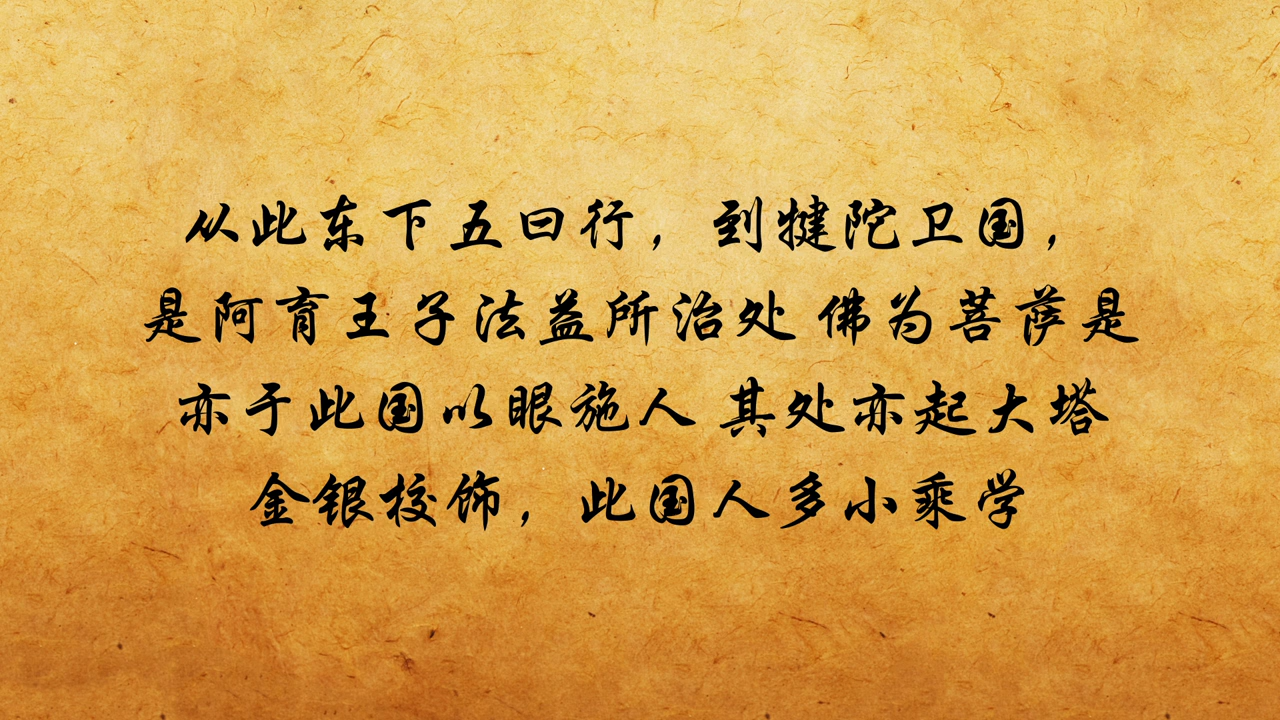 从此东下五日行，到犍陀卫国，
是阿育王子法益所治处 佛为菩萨是
亦于此国以眼施人 其处亦起大塔
金银校饰，此国人多小乘学